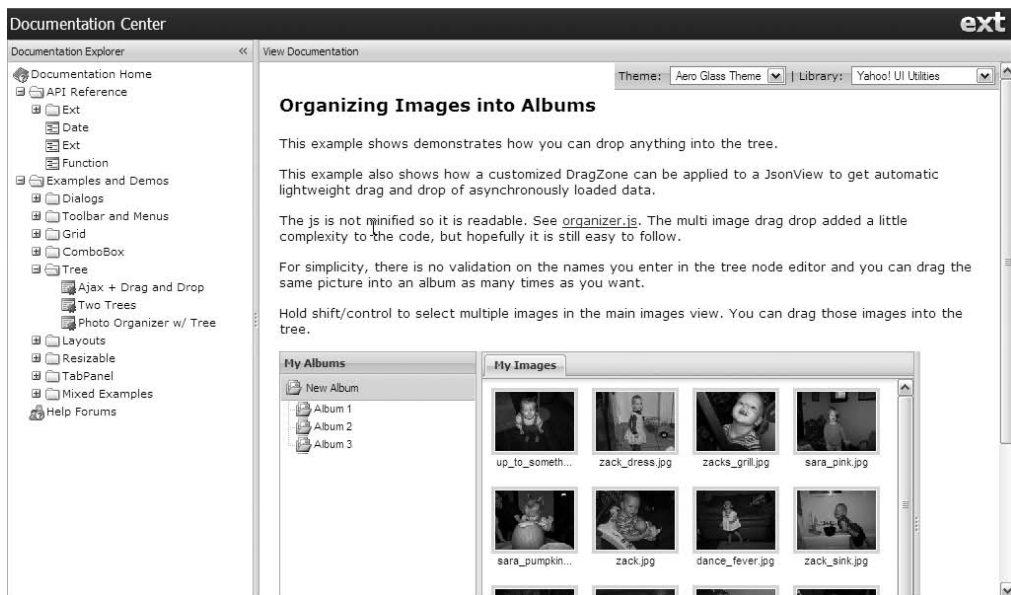 Documentation Center
ext
Documentation Explorer
View Documentation
Documentation Home
API Reference
Ext
Date
Ext
Function
Examples and Demos
Dialogs
Toolbar and Menus
Grid
ComboBox
Tree
Ajax + Drag and Drop
Two Trees
Photo Organizer w/ Tree
Layouts
Resizable
TabPanel
Mixed Examples
Help Forums
Theme: Aero Glass Theme | Library: Yahoo! UI Utilities
Organizing Images into Albums
This example shows demonstrates how you can drop anything into the tree.
This example also shows how a customized DragZone can be applied to a JsonView to get automatic
lightweight drag and drop of asynchronously loaded data.
The js is not minified so it is readable. See organizer.js. The multi image drag drop added a little
complexity to the code, but hopefully it is still easy to follow.
For simplicity, there is no validation on the names you enter in the tree node editor and you can drag the
same picture into an album as many times as you want.
Hold shift/control to select multiple images in the main images view. You can drag those images into the
tree.
My Albums
New Album
Album 1
Album 2
Album 3
My Images
up_to_someth... zack_dress.jpg zacks_grill.jpg sara_pink.jpg
sara_pumpkin... zack.jpg dance_fever.jpg zack_sink.jpg